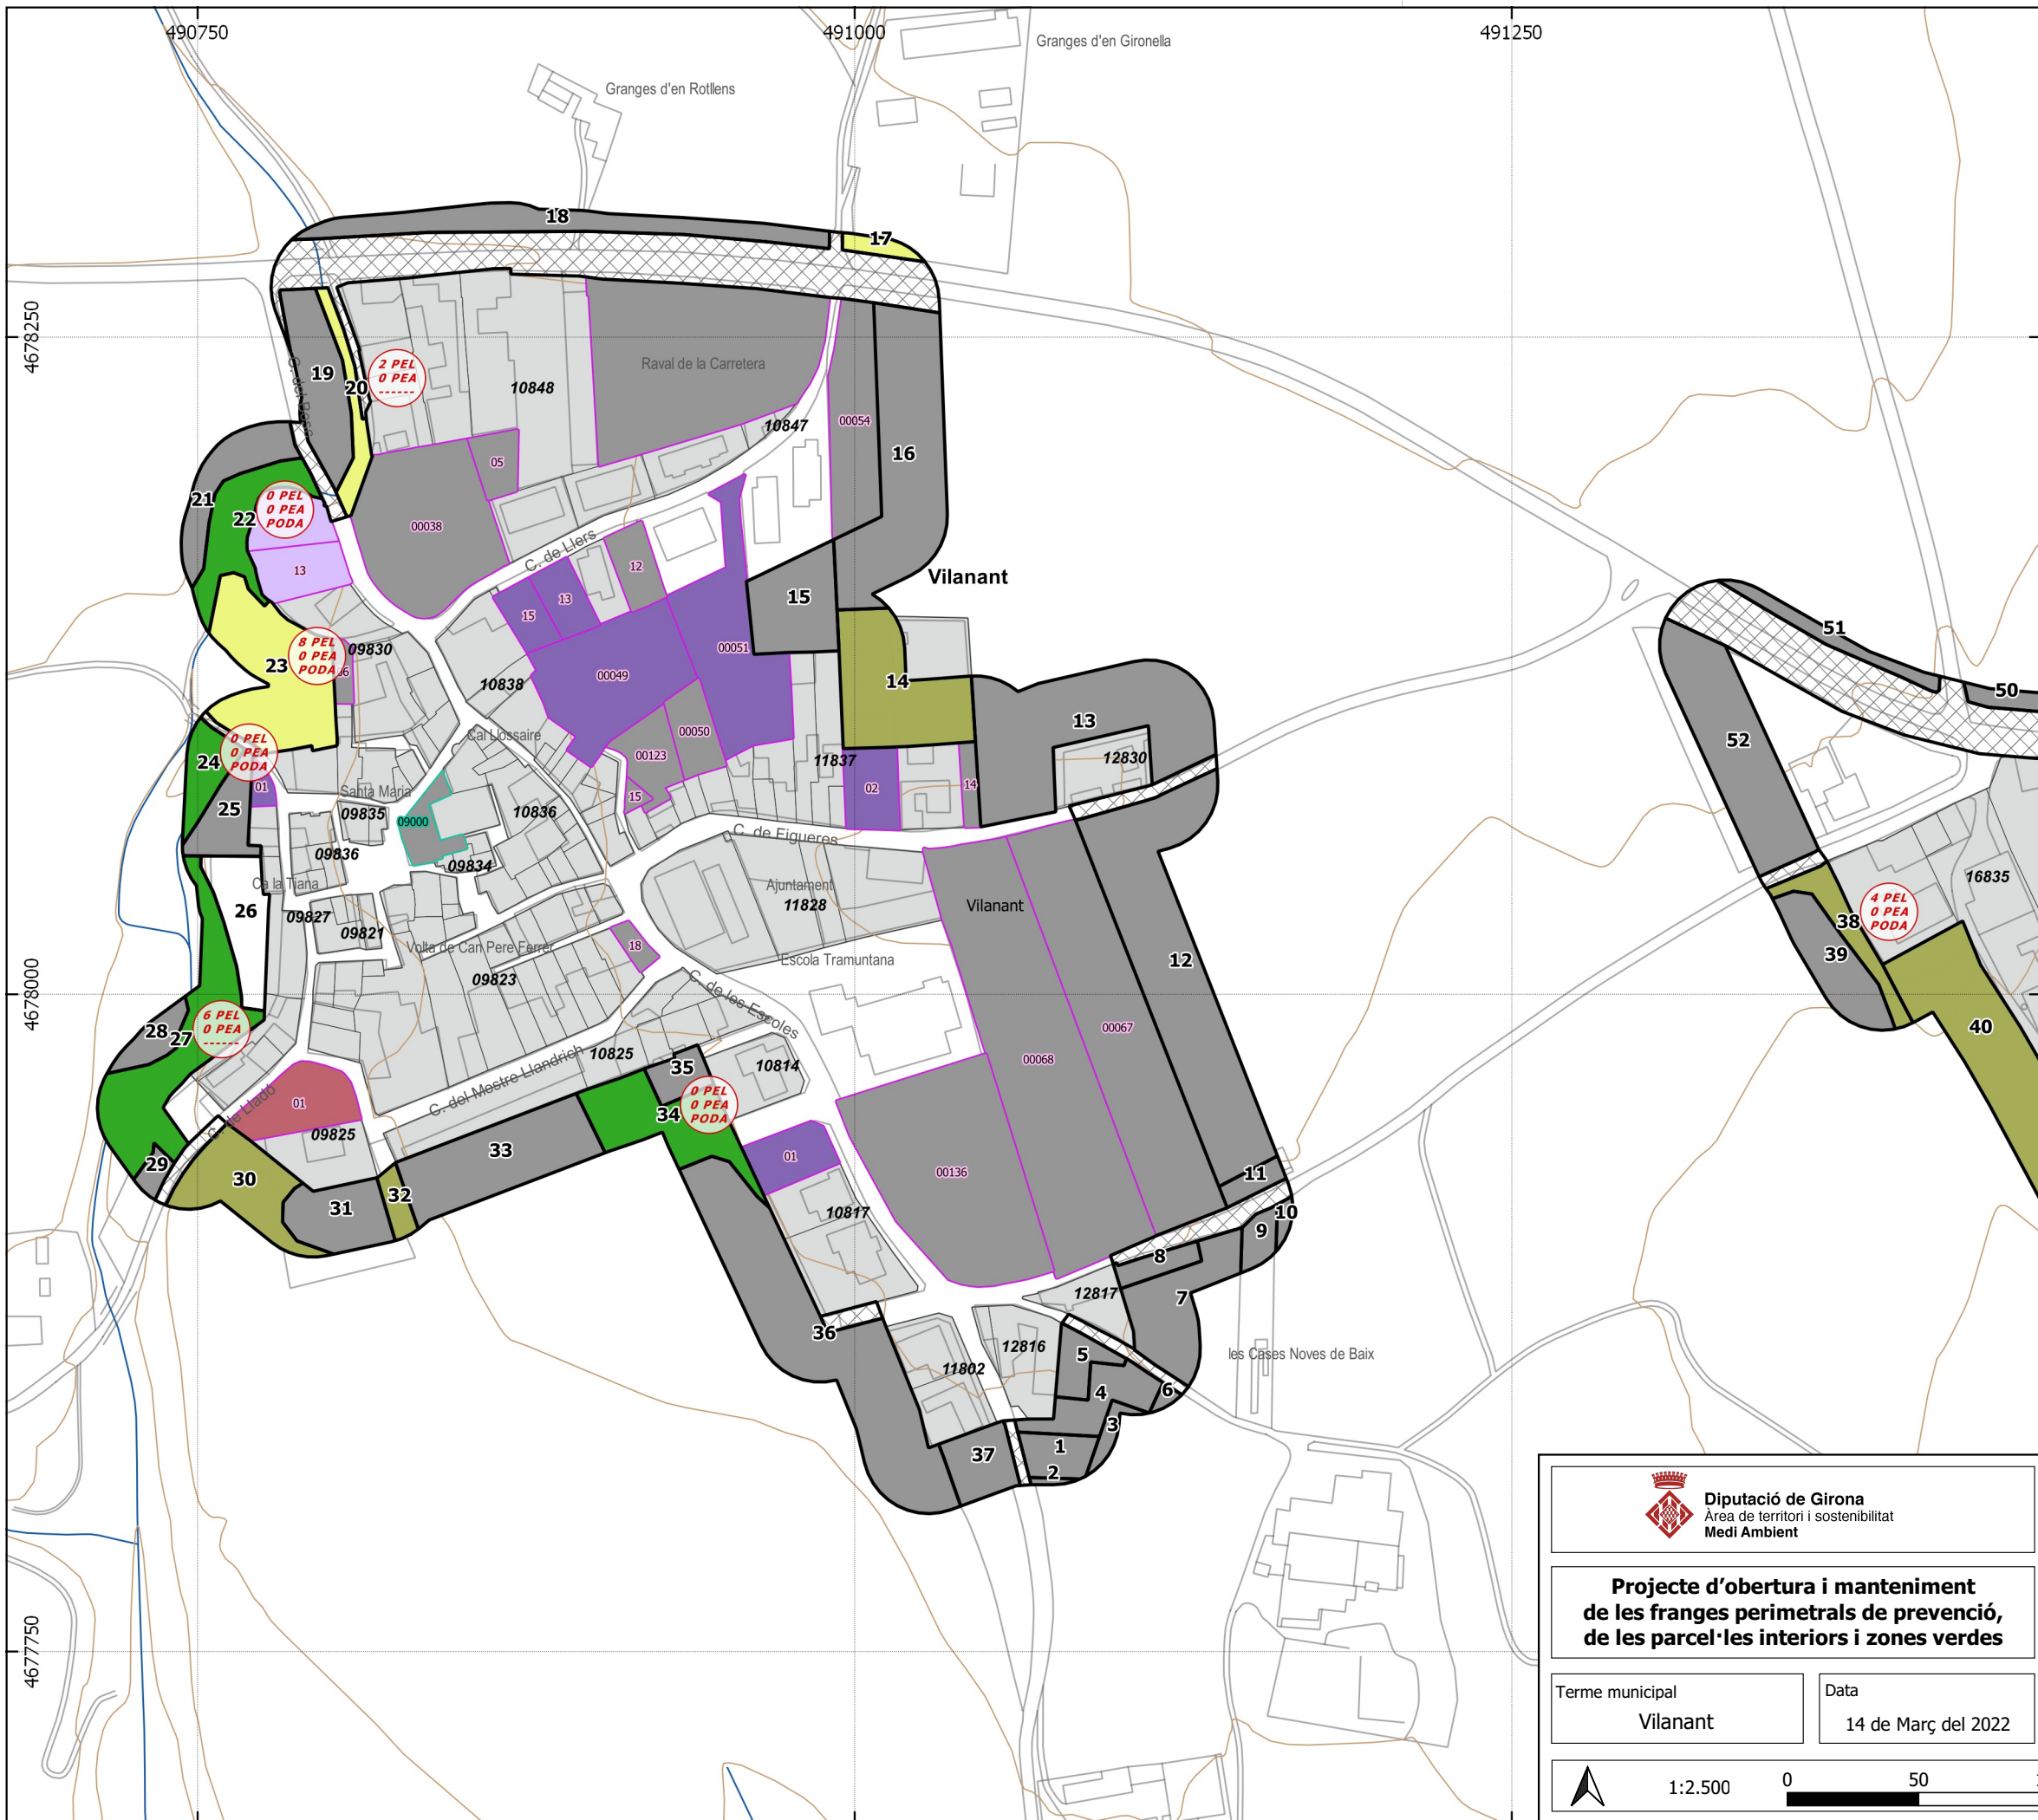 490750
491000
491250
Granges d'en Gironella
Granges d'en Rotllens
18
17
4678250
2 PEL
0 PEA
------
Raval de la Carretera
19
20
10848
00054
10847
16
05
21
22
0 PEL
0 PEA
PODA
00038
C. de Llers
12
13
Vilanant
13
15
15
51
8 PEL
0 PEA
PODA
09830
23
00051
00049
10838
14
50
13
00050
Cal Llossaire
52
0 PEL
0 PEA
PODA
24
00123
11837
12830
01
02
14
Santa Maria
15
25
09835
09000
10836
C. de Figueres
09836
09834
16835
Ca la Tiana
Ajuntament
11828
Vilanant
26
09827
09821
4 PEL
0 PEA
PODA
38
39
Volta de Can Pere Ferrer
18
Escola Tramuntana
12
09823
4678000
C. de les Escoles
6 PEL
0 PEA
------
28
27
00067
40
10825
00068
35
10814
C. del Mestre Llandrich
0 PEL
0 PEA
PODA
01
34
C. de Lladó
09825
33
01
29
30
00136
11
32
31
10817
10
9
8
12817
7
36
12816
5
les Cases Noves de Baix
11802
4
6
3
37
1
2
Diputació de Girona
Àrea de territori i sostenibilitat
Medi Ambient
Projecte d'obertura i manteniment
de les franges perimetrals de prevenció,
de les parcel·les interiors i zones verdes
4677750
Terme municipal
Vilanant
Data
14 de Març del 2022
1:2.500
0
50